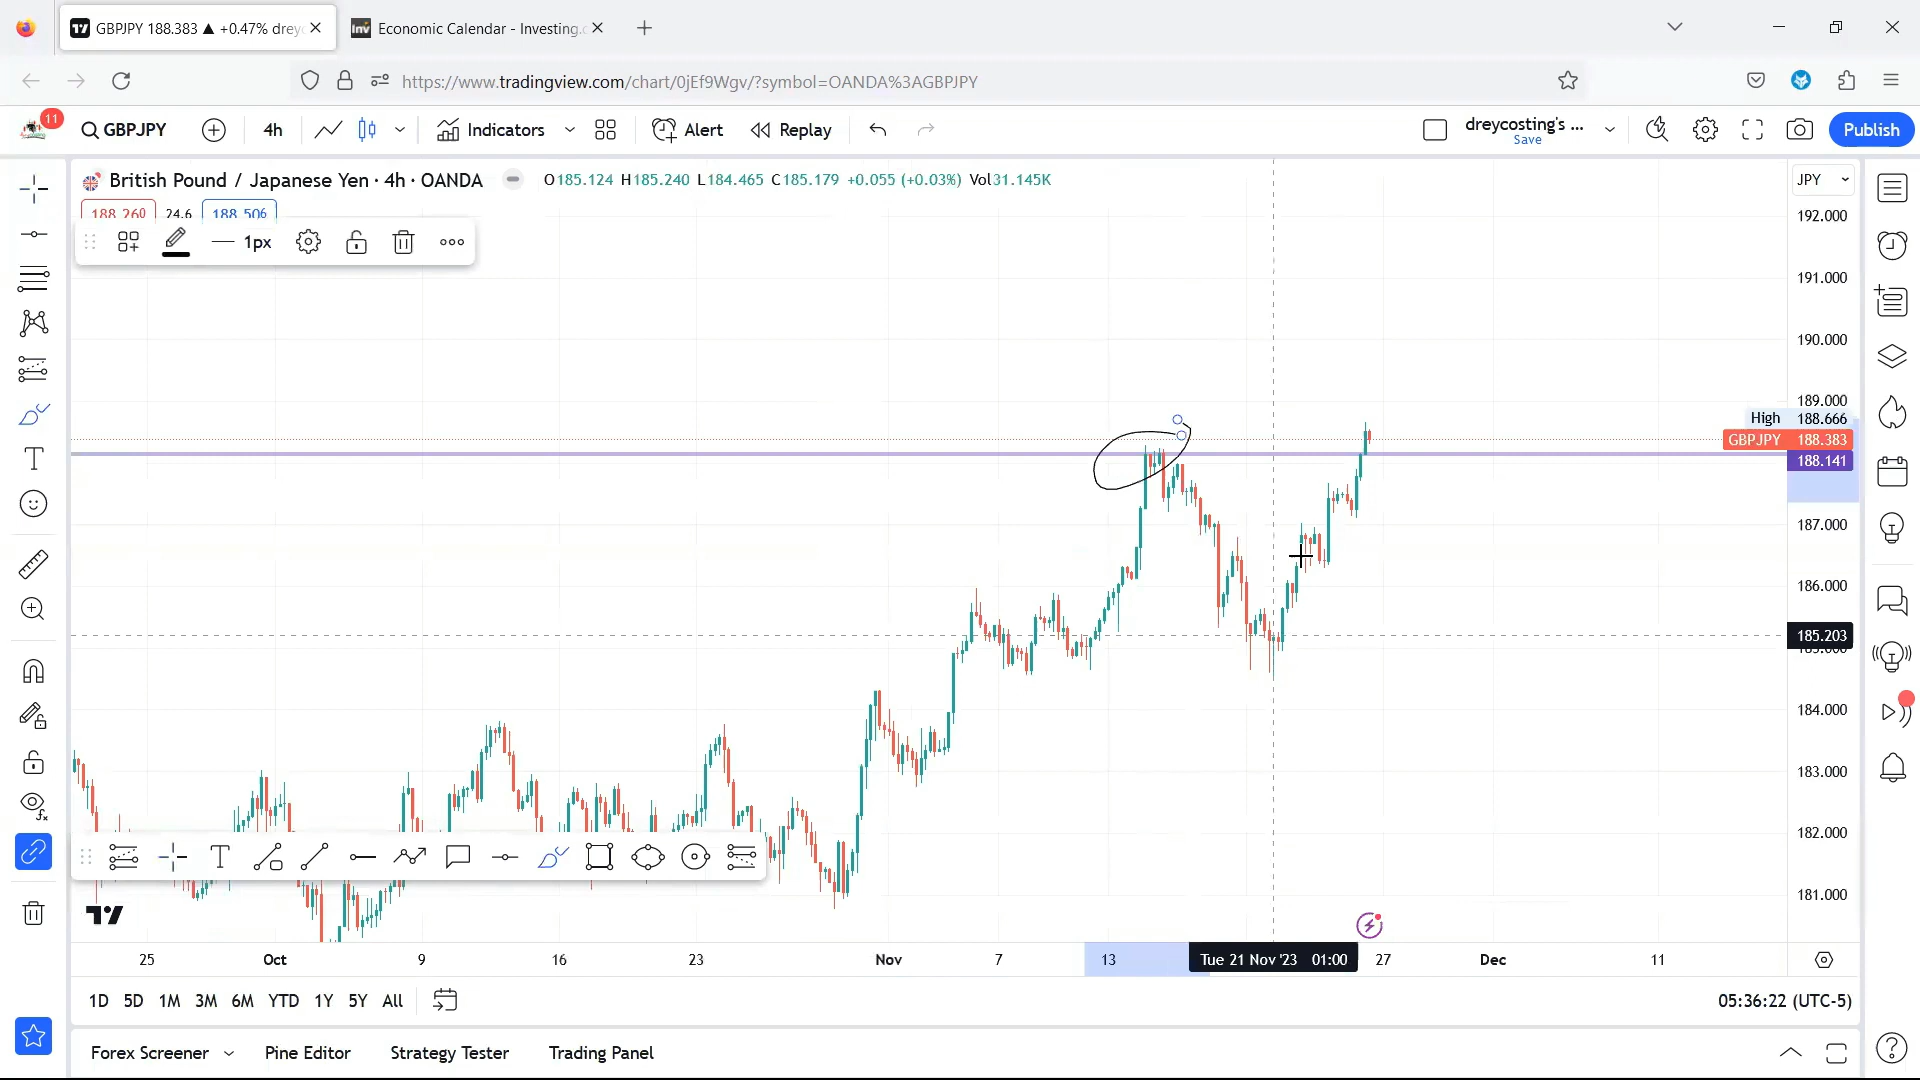 GBPJPY 188.383 ▲ +0.47% dreyc
Economic Calendar - Investing.c
https://www.tradingview.com/chart/0jEf9Wgv/?symbol=OANDA%3AGBPJPY
11
GBPJPY
4h
Indicators
Alert
Replay
dreycosting's ...
Save
Publish
British Pound / Japanese Yen · 4h · OANDA
O185.124 H185.240 L184.465 C185.179 +0.055 (+0.03%) Vol31.145K
JPY
188.260
24.6
188.506
1px
192.000
191.000
190.000
189.000
High 188.666
GBPJPY 188.383
188.141
187.000
186.000
185.203
185.000
184.000
183.000
182.000
181.000
25
Oct
9
16
23
Nov
7
13
Tue 21 Nov '23 01:00
27
Dec
11
1D 5D 1M 3M 6M YTD 1Y 5Y All
05:36:22 (UTC-5)
Forex Screener
Pine Editor
Strategy Tester
Trading Panel